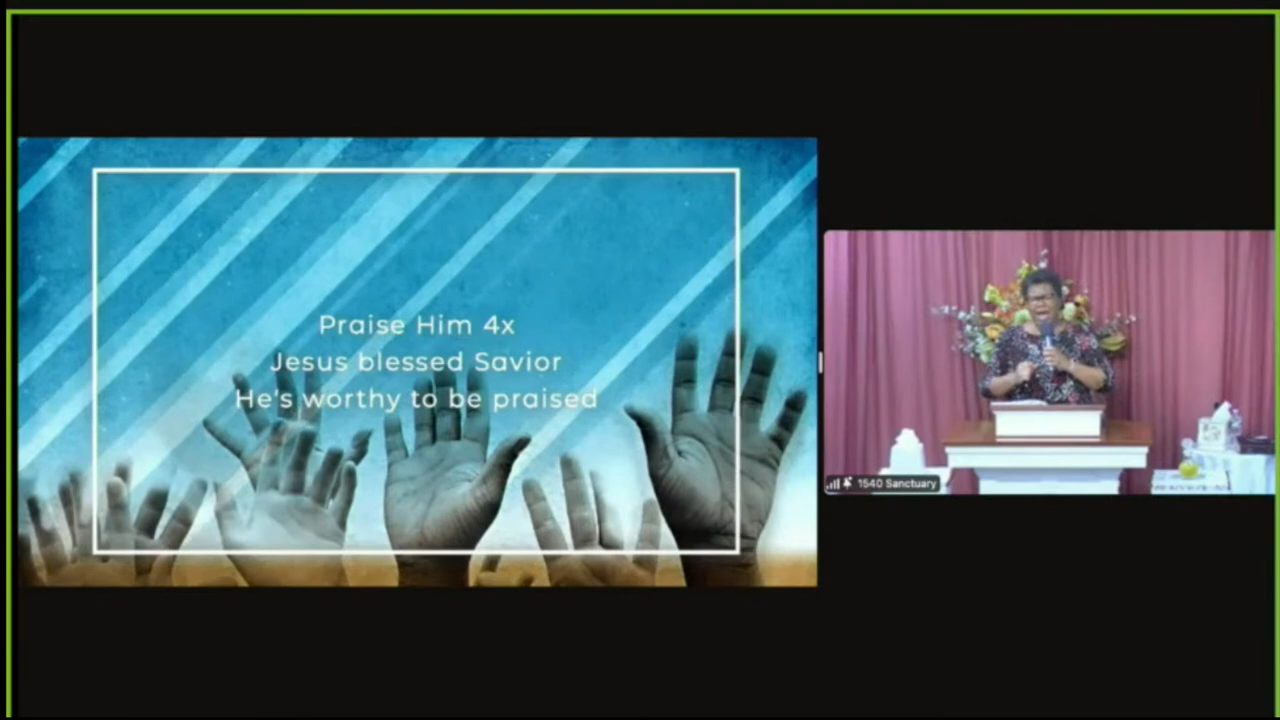 Praise Him 4x
Jesus blessed Savior
He's worthy to be praised
1540 Sanctuary